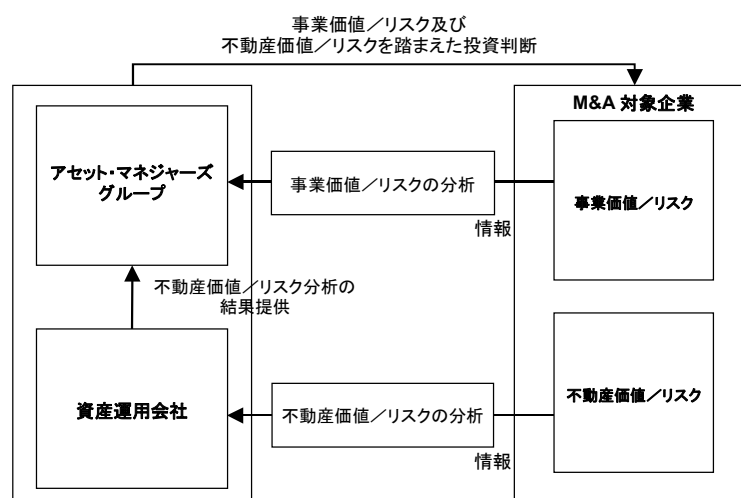 事業価値／リスク及び
不動産価値／リスクを踏まえた投資判断
M&A 対象企業
アセット・マネジャーズ
グループ
事業価値／リスクの分析
事業価値／リスク
情報
不動産価値／リスク分析の
結果提供
資産運用会社
不動産価値／リスクの分析
不動産価値／リスク
情報